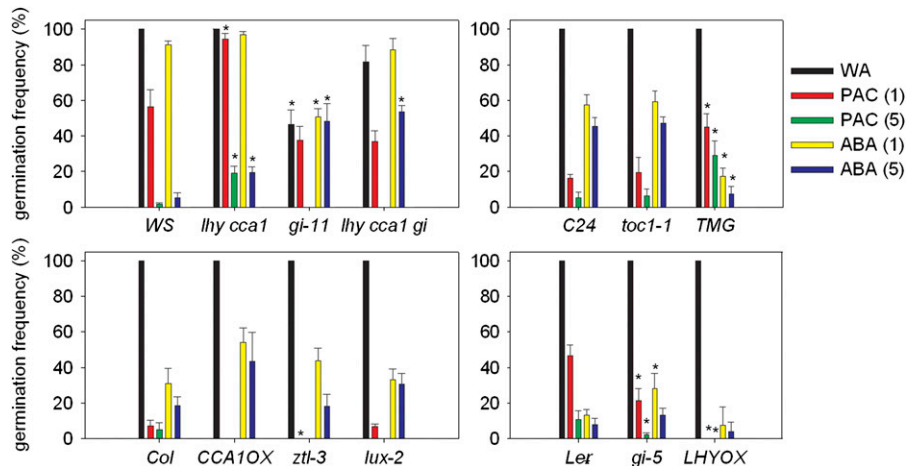 germination frequency (%)
100
80
60
40
20
0
* * * * * * * * *
WS lhy cca1 gi-11 lhy cca1 gi
100
80
60
40
20
0
* * * *
C24 toc1-1 TMG
WA
PAC (1)
PAC (5)
ABA (1)
ABA (5)
germination frequency (%)
100
80
60
40
20
0
*
Col CCA1OX ztl-3 lux-2
100
80
60
40
20
0
* * * * *
Ler gi-5 LHYOX